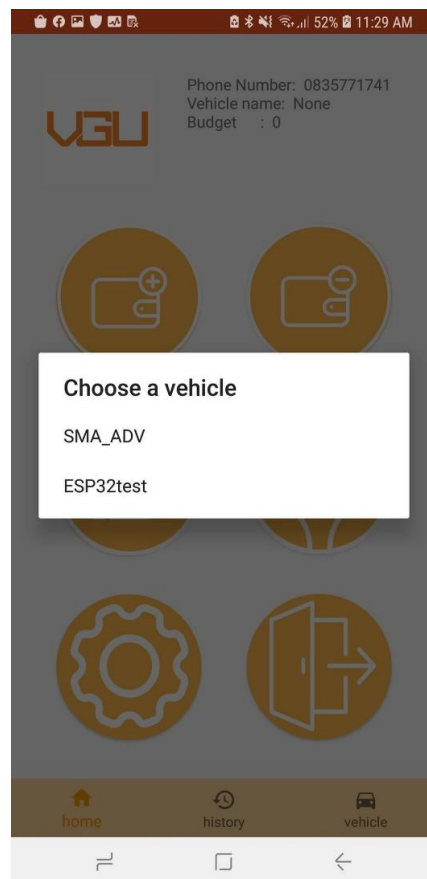 52% 11:29 AM
VGU
Phone Number: 0835771741
Vehicle name: None
Budget : 0
Choose a vehicle
SMA_ADV
ESP32test
home history vehicle